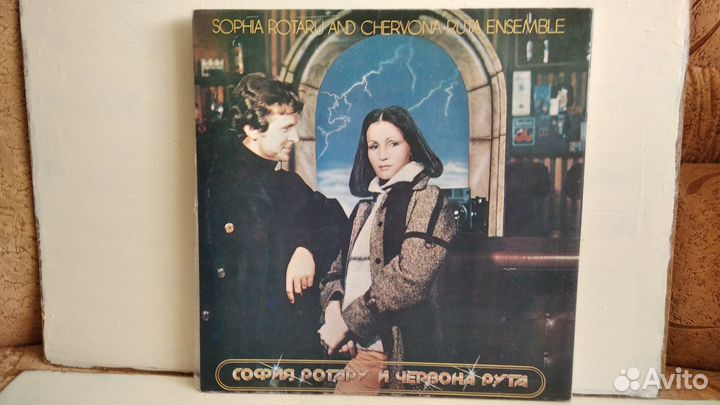 SOPHIA ROTARU AND CHERVONA RUTA ENSEMBLE
СОФИЯ РОТАРУ И ЧЕРВОНА РУТА
Avito